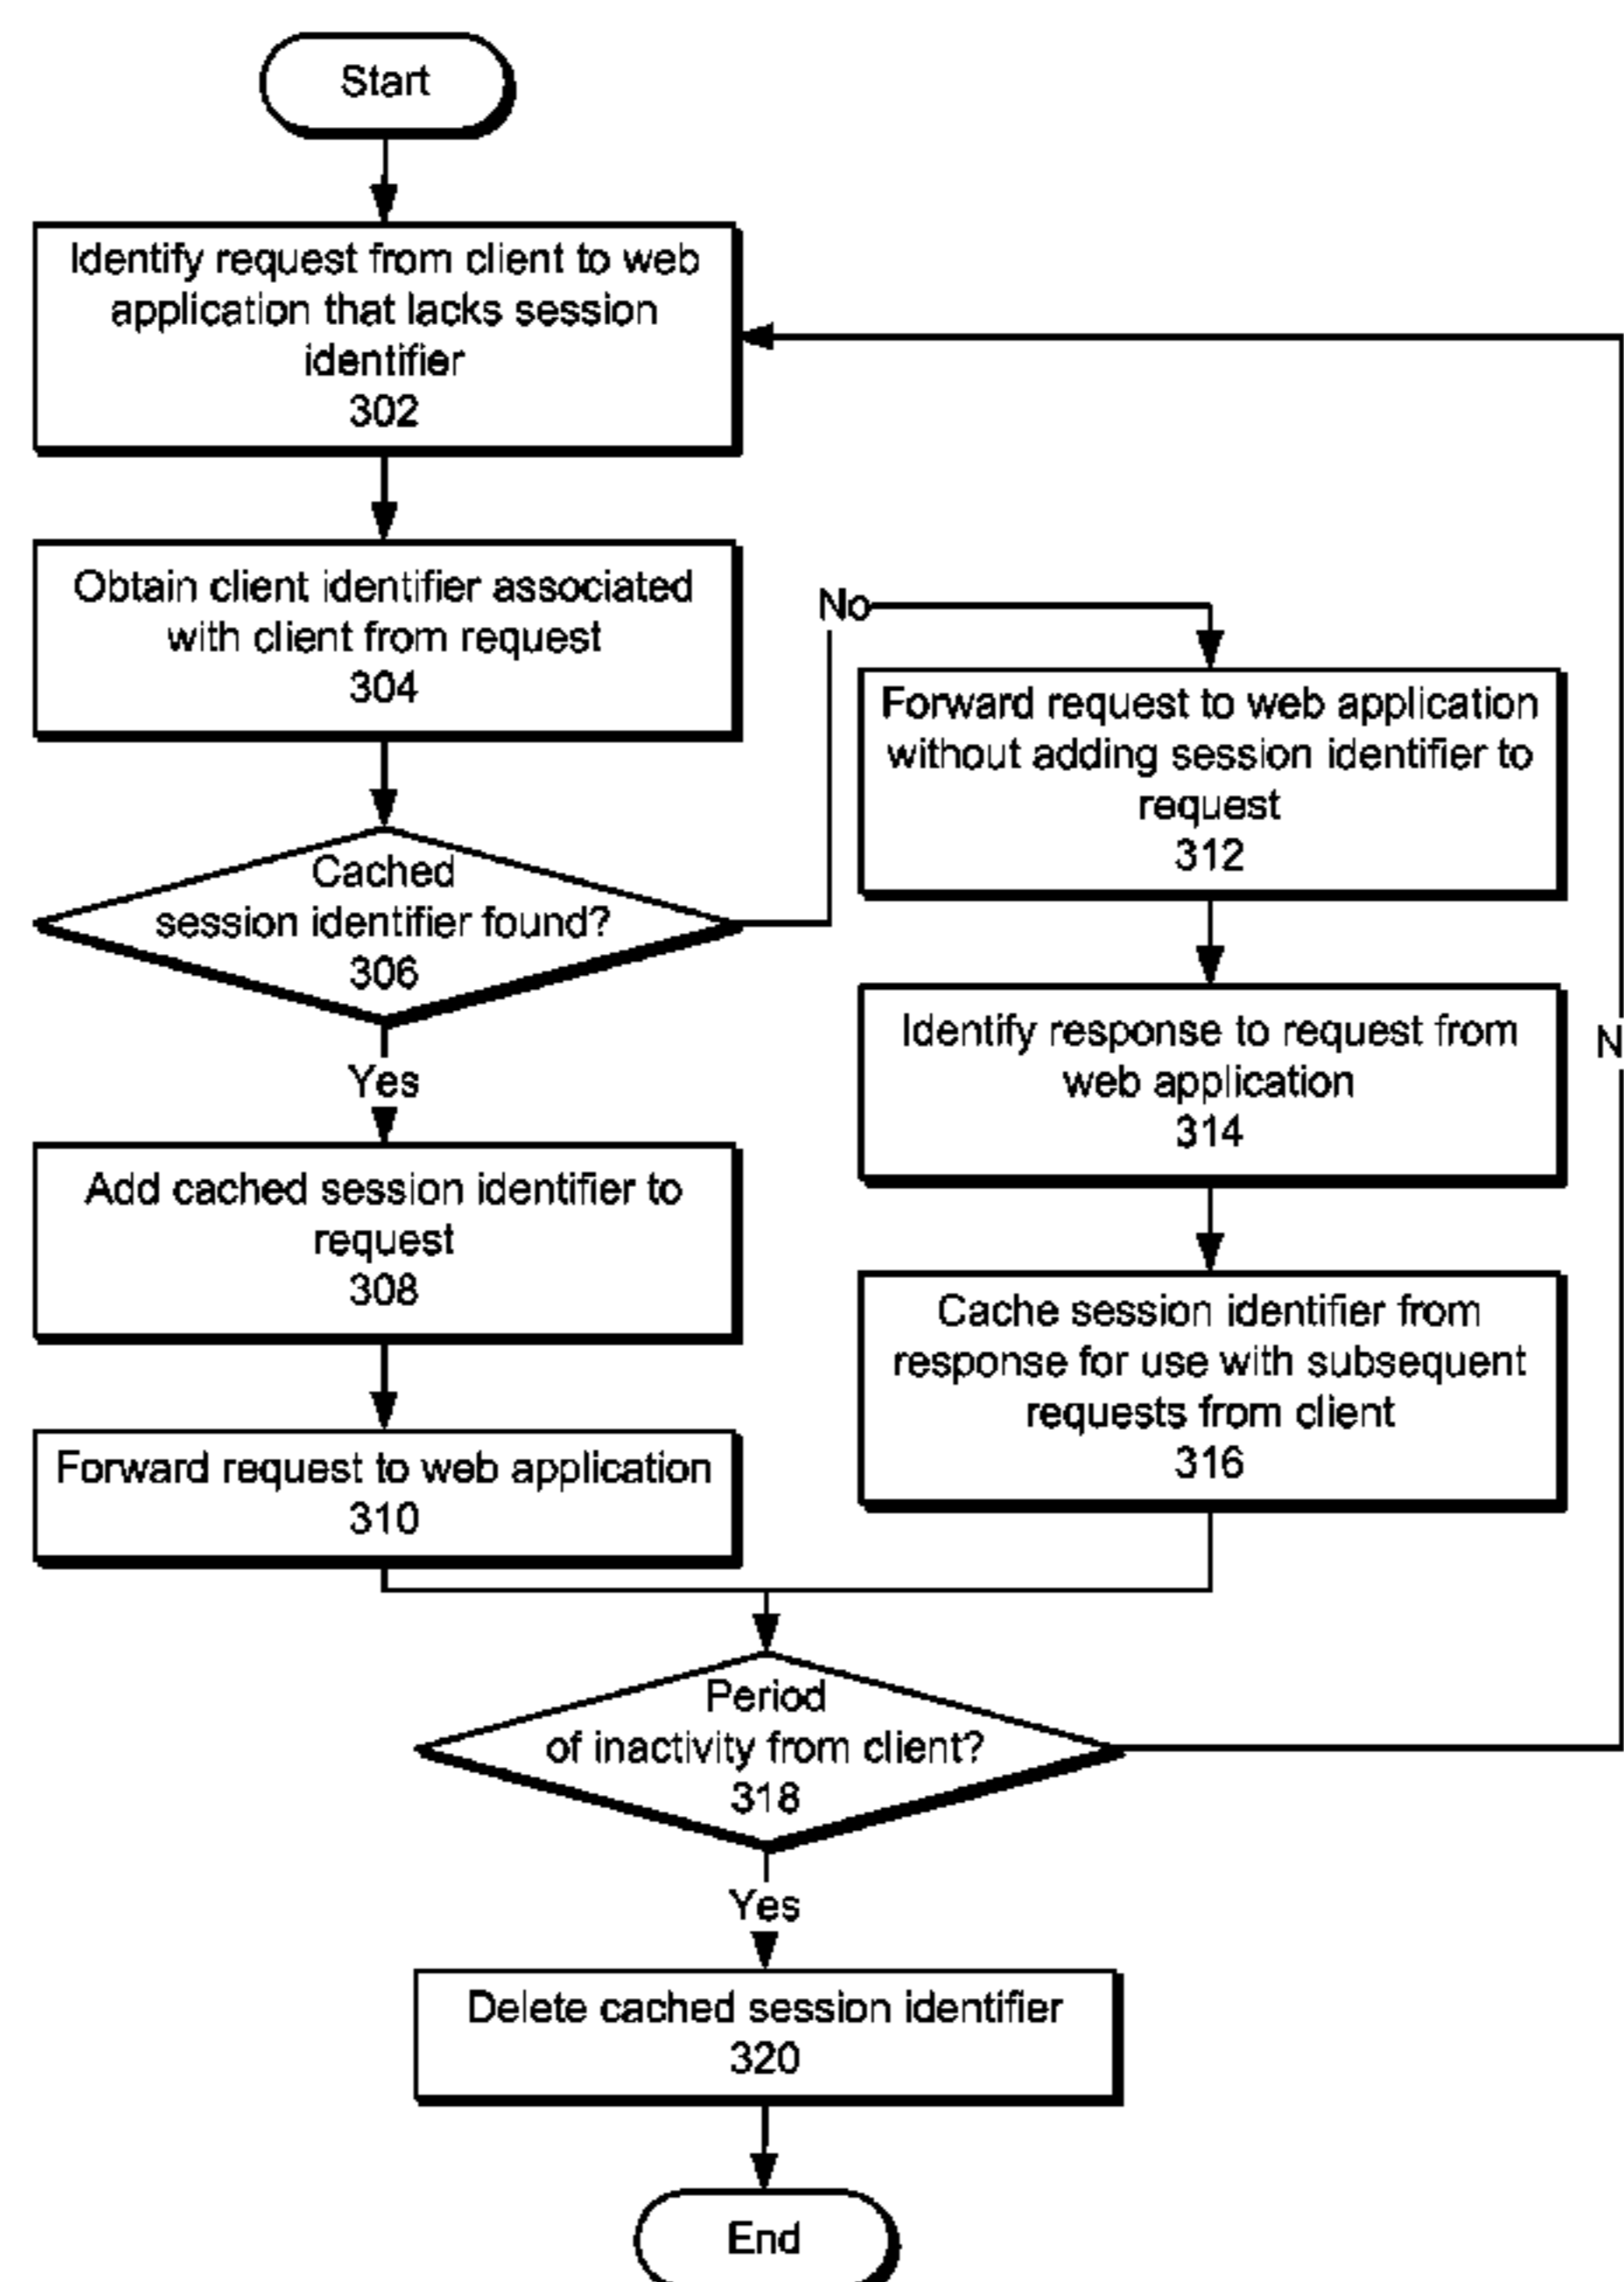 Start
Identify request from client to web
application that lacks session
identifier
302
Obtain client identifier associated
with client from request
304
Cached
session identifier found?
306
No
Yes
Add cached session identifier to
request
308
Forward request to web application
310
Forward request to web application
without adding session identifier to
request
312
Identify response to request from
web application
314
Cache session identifier from
response for use with subsequent
requests from client
316
N
Period
of inactivity from client?
318
Yes
Delete cached session identifier
320
End